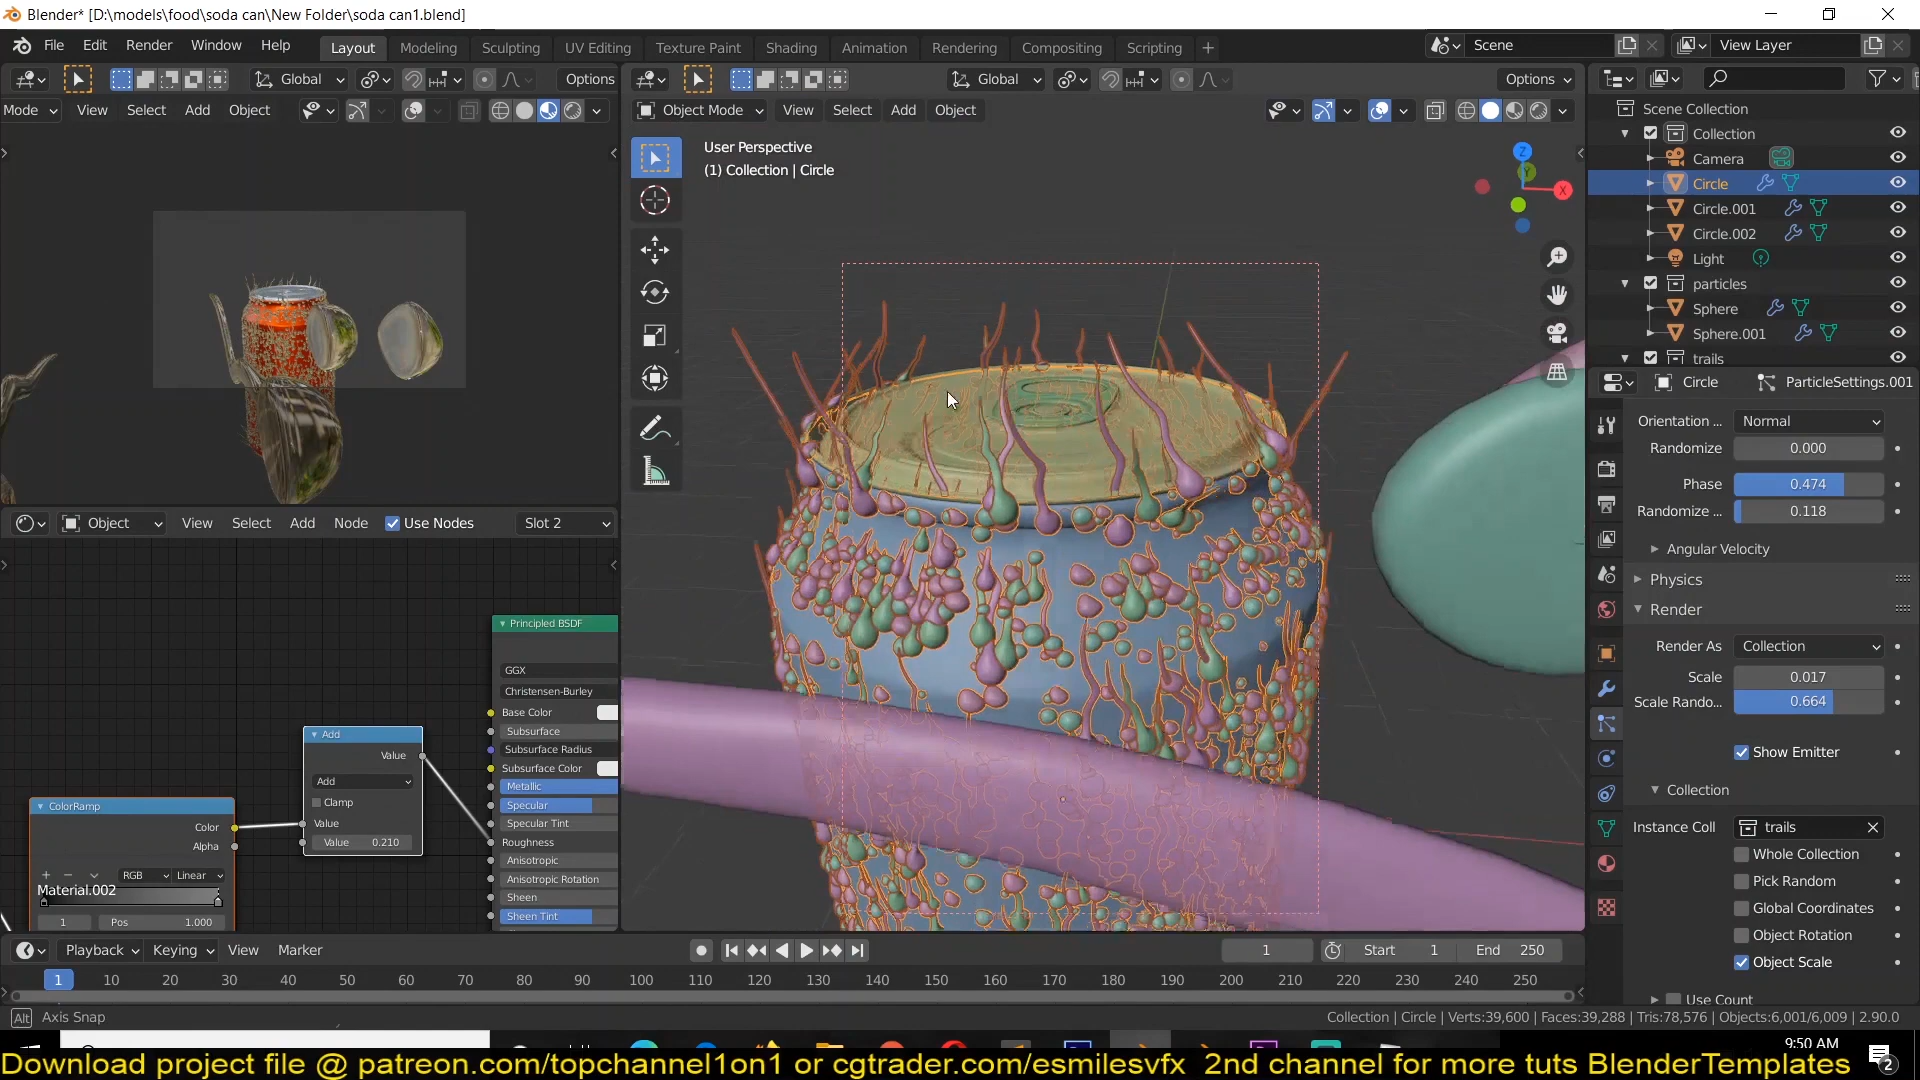 Blender* [D:\models\food\soda can\New Folder\soda can1.blend]
File Edit Render Window Help Layout Modeling Sculpting UV Editing Texture Paint Shading Animation Rendering Compositing Scripting Scene View Layer
Global Options Global Options
Mode View Select Add Object Object Mode View Select Add Object
User Perspective
(1) Collection | Circle
Z
Y
X
Scene Collection
Collection
Camera
Circle
Circle.001
Circle.002
Light
particles
Sphere
Sphere.001
trails
Circle ParticleSettings.001
Orientation ... Normal
Randomize 0.000
Phase 0.474
Randomize ... 0.118
Angular Velocity
Physics
Render
Render As Collection
Scale 0.017
Scale Rando... 0.664
Show Emitter
Collection
Instance Coll trails
Whole Collection
Pick Random
Global Coordinates
Object Rotation
Object Scale
Use Count
Object View Select Add Node Use Nodes Slot 2
Principled BSDF
GGX
Christensen-Burley
Base Color
Subsurface
Subsurface Radius
Subsurface Color
Metallic
Specular
Specular Tint
Roughness
Anisotropic
Anisotropic Rotation
Sheen
Sheen Tint
Add
Value
Add
Clamp
Value
Value 0.210
ColorRamp
Color
Alpha
RGB Linear
Material.002
1 Pos 1.000
Playback Keying View Marker 1 Start 1 End 250
1 10 20 30 40 50 60 70 80 90 100 110 120 130 140 150 160 170 180 190 200 210 220 230 240 250
Alt Axis Snap Collection | Circle | Verts:39,600 | Faces:39,288 | Tris:78,576 | Objects:6,001/6,009 | 2.90.0
9:50 AM
2
Download project file @ patreon.com/topchannel1on1 or cgtrader.com/esmilesvfx 2nd channel for more tuts BlenderTemplates